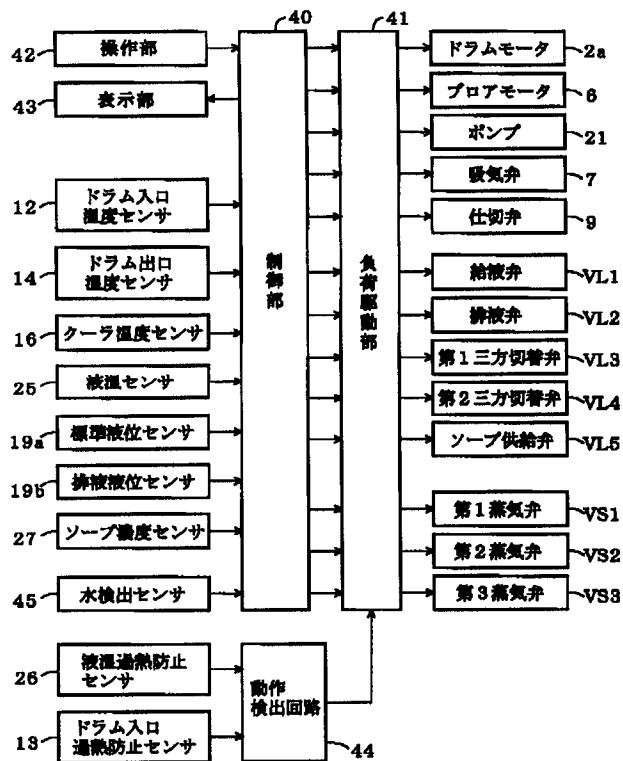 40
41
42
操作部
ドラムモータ
2a
43
表示部
ブロアモータ
6
ポンプ
21
吸気弁
7
12
ドラム入口
温度センサ
仕切弁
9
14
ドラム出口
温度センサ
制御部
負荷駆動部
給液弁
VL1
排液弁
VL2
16
クーラ温度センサ
第1三方切替弁
VL3
25
液温センサ
第2三方切替弁
VL4
19a
標準液位センサ
ソープ供給弁
VL5
19b
排液液位センサ
第1蒸気弁
VS1
27
ソープ濃度センサ
第2蒸気弁
VS2
45
水検出センサ
第3蒸気弁
VS3
26
液温過熱防止
センサ
動作
検出回路
13
ドラム入口
過熱防止センサ
44